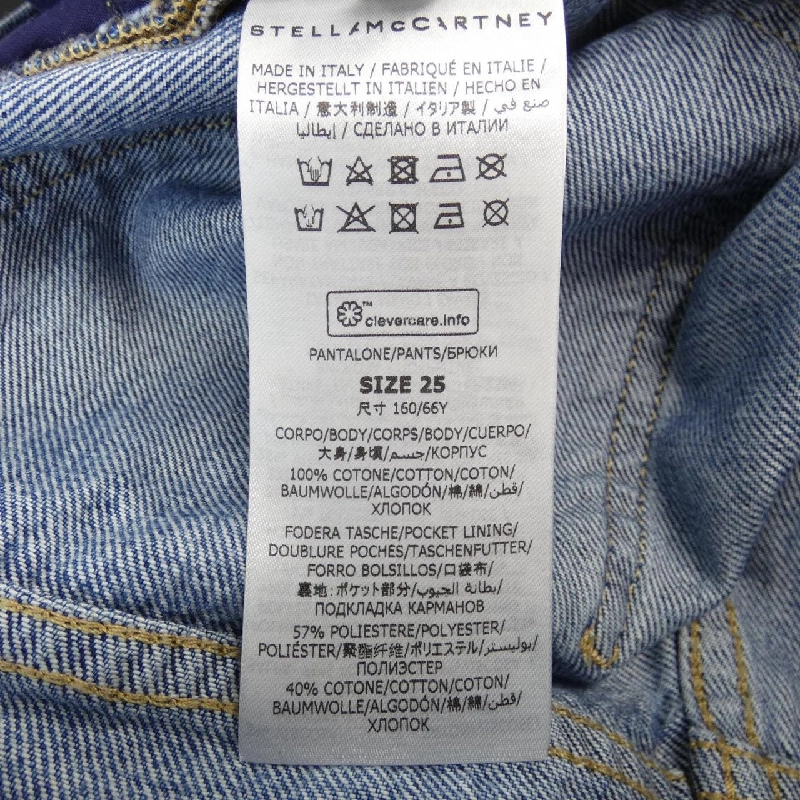 STELLA McCARTNEY
MADE IN ITALY / FABRIQUÉ EN ITALIE /
HERGESTELLT IN ITALIEN / HECHO EN
ITALIA / 意大利制造 / イタリア製 / صنع في
إيطاليا / СДЕЛАНО В ИТАЛИИ
™
clevercare.info
PANTALONE/PANTS/БРЮКИ
SIZE 25
尺寸 160/66Y
CORPO/BODY/CORPS/BODY/CUERPO/
大身/身頃/جسم/КОРПУС
100% COTONE/COTTON/COTON/
BAUMWOLLE/ALGODÓN/棉/綿/قطن/
ХЛОПОК
FODERA TASCHE/POCKET LINING/
DOUBLURE POCHES/TASCHENFUTTER/
FORRO BOLSILLOS/口袋布/
裏地:ポケット部分/بطانة الجيوب/
ПОДКЛАДКА КАРМАНОВ
57% POLIESTERE/POLYESTER/
POLIÉSTER/聚酯纤维/ポリエステル/بوليستر/
ПОЛИЭСТЕР
40% COTONE/COTTON/COTON/
BAUMWOLLE/ALGODÓN/棉/綿/قطن/
ХЛОПОК